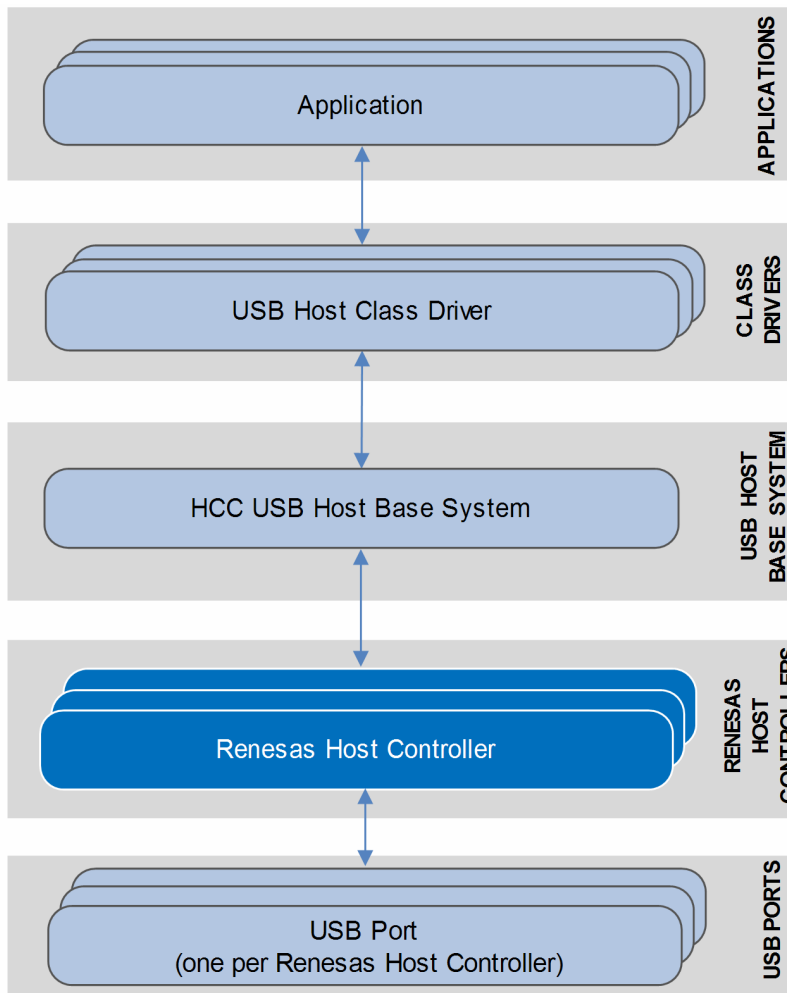 Application
APPLICATIONS
USB Host Class Driver
CLASS
DRIVERS
HCC USB Host Base System
USB HOST
BASE SYSTEM
Renesas Host Controller
RENESAS
HOST
CONTROLLERS
USB Port
(one per Renesas Host Controller)
USB PORTS